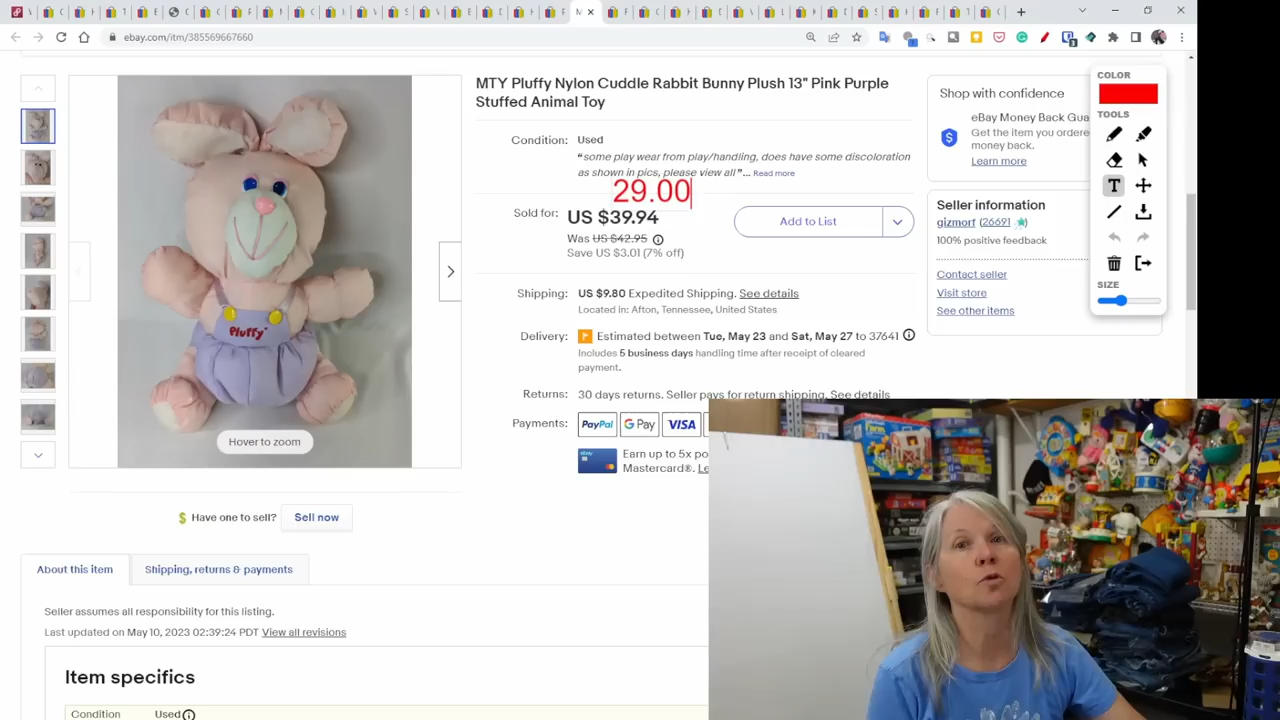 ebay.com/itm/385569667660
MTY Pluffy Nylon Cuddle Rabbit Bunny Plush 13" Pink Purple
Stuffed Animal Toy
Condition:
Used
“some play wear from play/handling, does have some discoloration
as shown in pics, please view all”... Read more
29.00
Sold for:
US $39.94
Was US $42.95
Save US $3.01 (7% off)
Add to List
Shipping:
US $9.80 Expedited Shipping. See details
Located in: Afton, Tennessee, United States
Delivery:
Estimated between Tue, May 23 and Sat, May 27 to 37641
Includes 5 business days handling time after receipt of cleared
payment.
Returns:
30 days returns. Seller pays for return shipping. See details
Payments:
PayPal
G Pay
VISA
Earn up to 5x po
Mastercard®. Le
Shop with confidence
eBay Money Back Gua
Get the item you ordere
money back.
Learn more
Seller information
gizmorf (26691)
100% positive feedback
Contact seller
Visit store
See other items
COLOR
TOOLS
T
SIZE
Pluffy
Hover to zoom
Have one to sell?
Sell now
About this item
Shipping, returns & payments
Seller assumes all responsibility for this listing.
Last updated on May 10, 2023 02:39:24 PDT View all revisions
Item specifics
Condition
Used